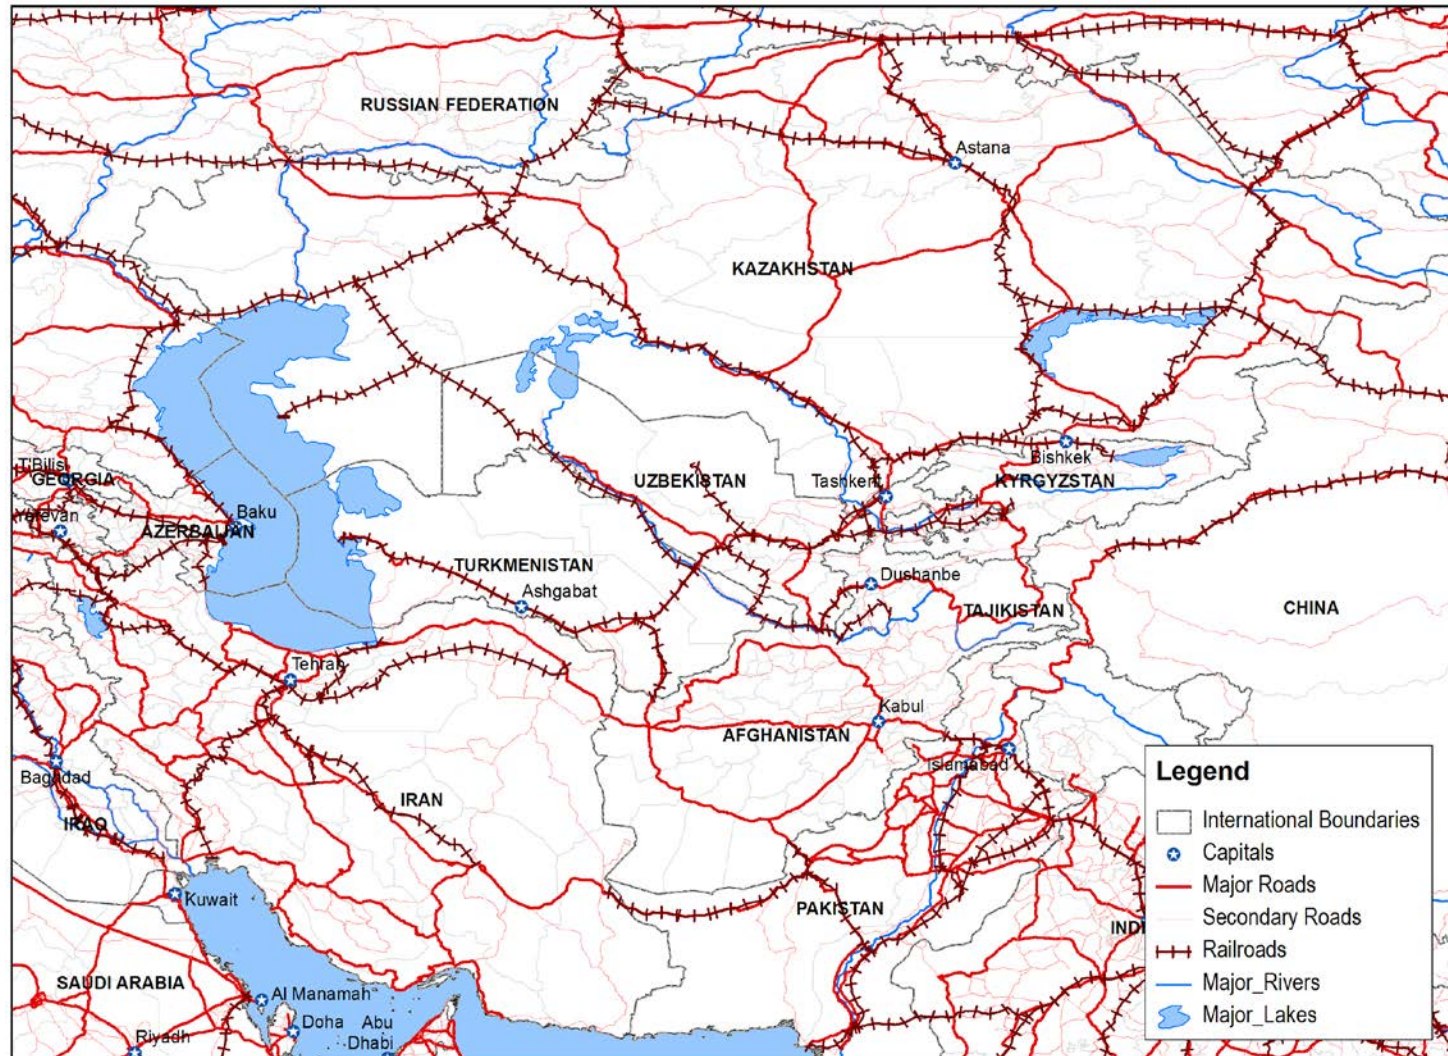 RUSSIAN FEDERATION
Astana
KAZAKHSTAN
Bishkek
T'Bilisi
GEORGIA
UZBEKISTAN
Tashkent
KYRGYZSTAN
Yerevan
Baku
AZERBAIJAN
TURKMENISTAN
Dushanbe
Ashgabat
TAJIKISTAN
CHINA
Tehran
Kabul
AFGHANISTAN
Islamabad
Baghdad
IRAN
IRAQ
Kuwait
PAKISTAN
INDI
SAUDI ARABIA
Al Manamah
Doha
Abu
Dhabi
Riyadh
Legend
International Boundaries
Capitals
Major Roads
Secondary Roads
Railroads
Major_Rivers
Major_Lakes